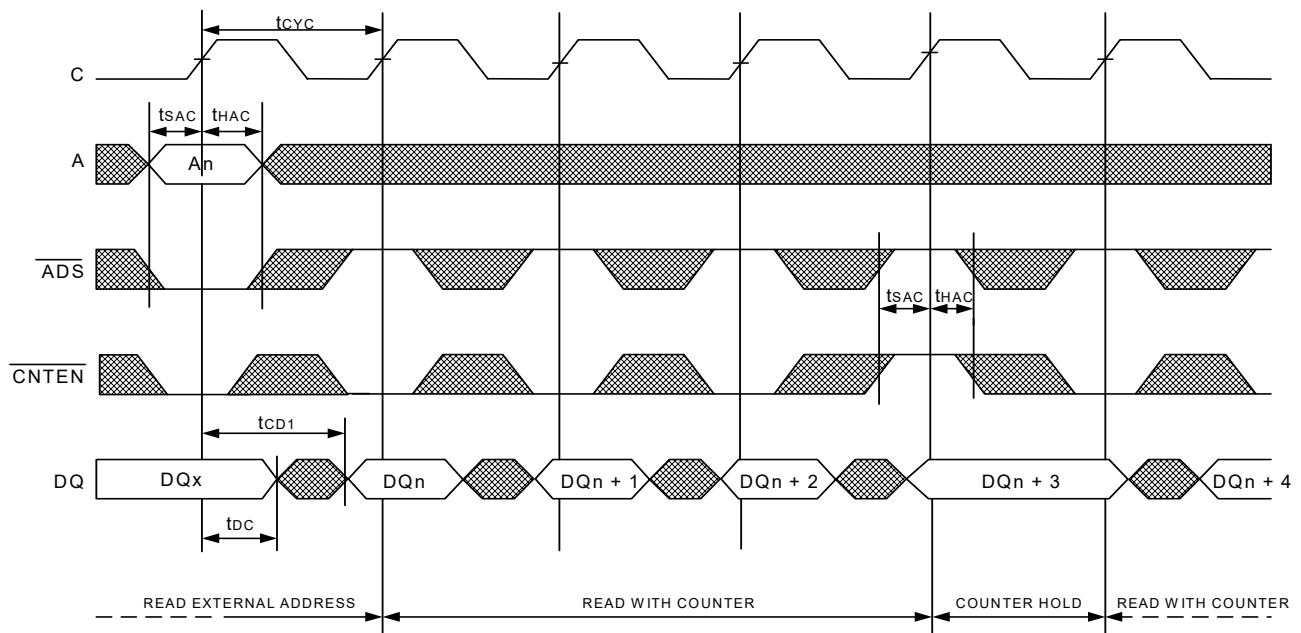 tCYC
C
tSAC tHAC
A An
ADS
tSAC tHAC
CNTEN
tCD1
DQ DQx DQn DQn + 1 DQn + 2 DQn + 3 DQn + 4
tDC
READ EXTERNAL ADDRESS READ WITH COUNTER COUNTER HOLD READ WITH COUNTER